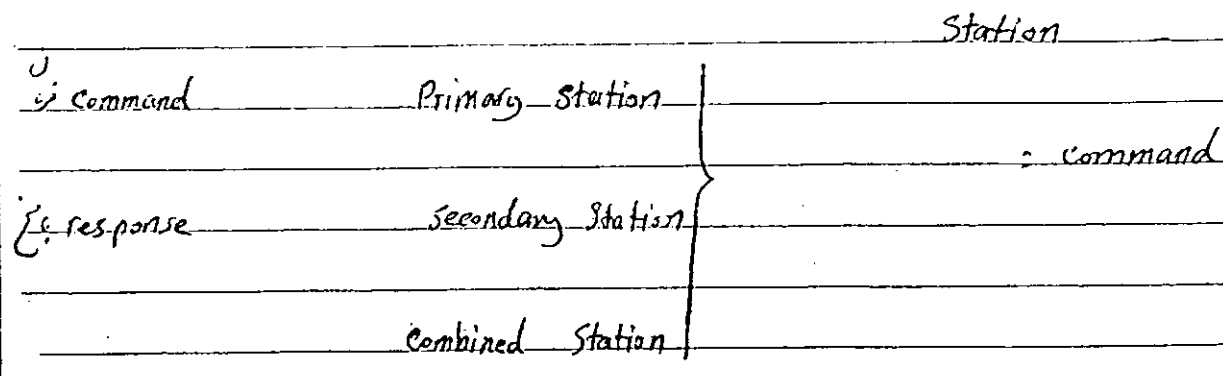 Station
Command Primary Station
: command
response Secondary Station
Combined Station